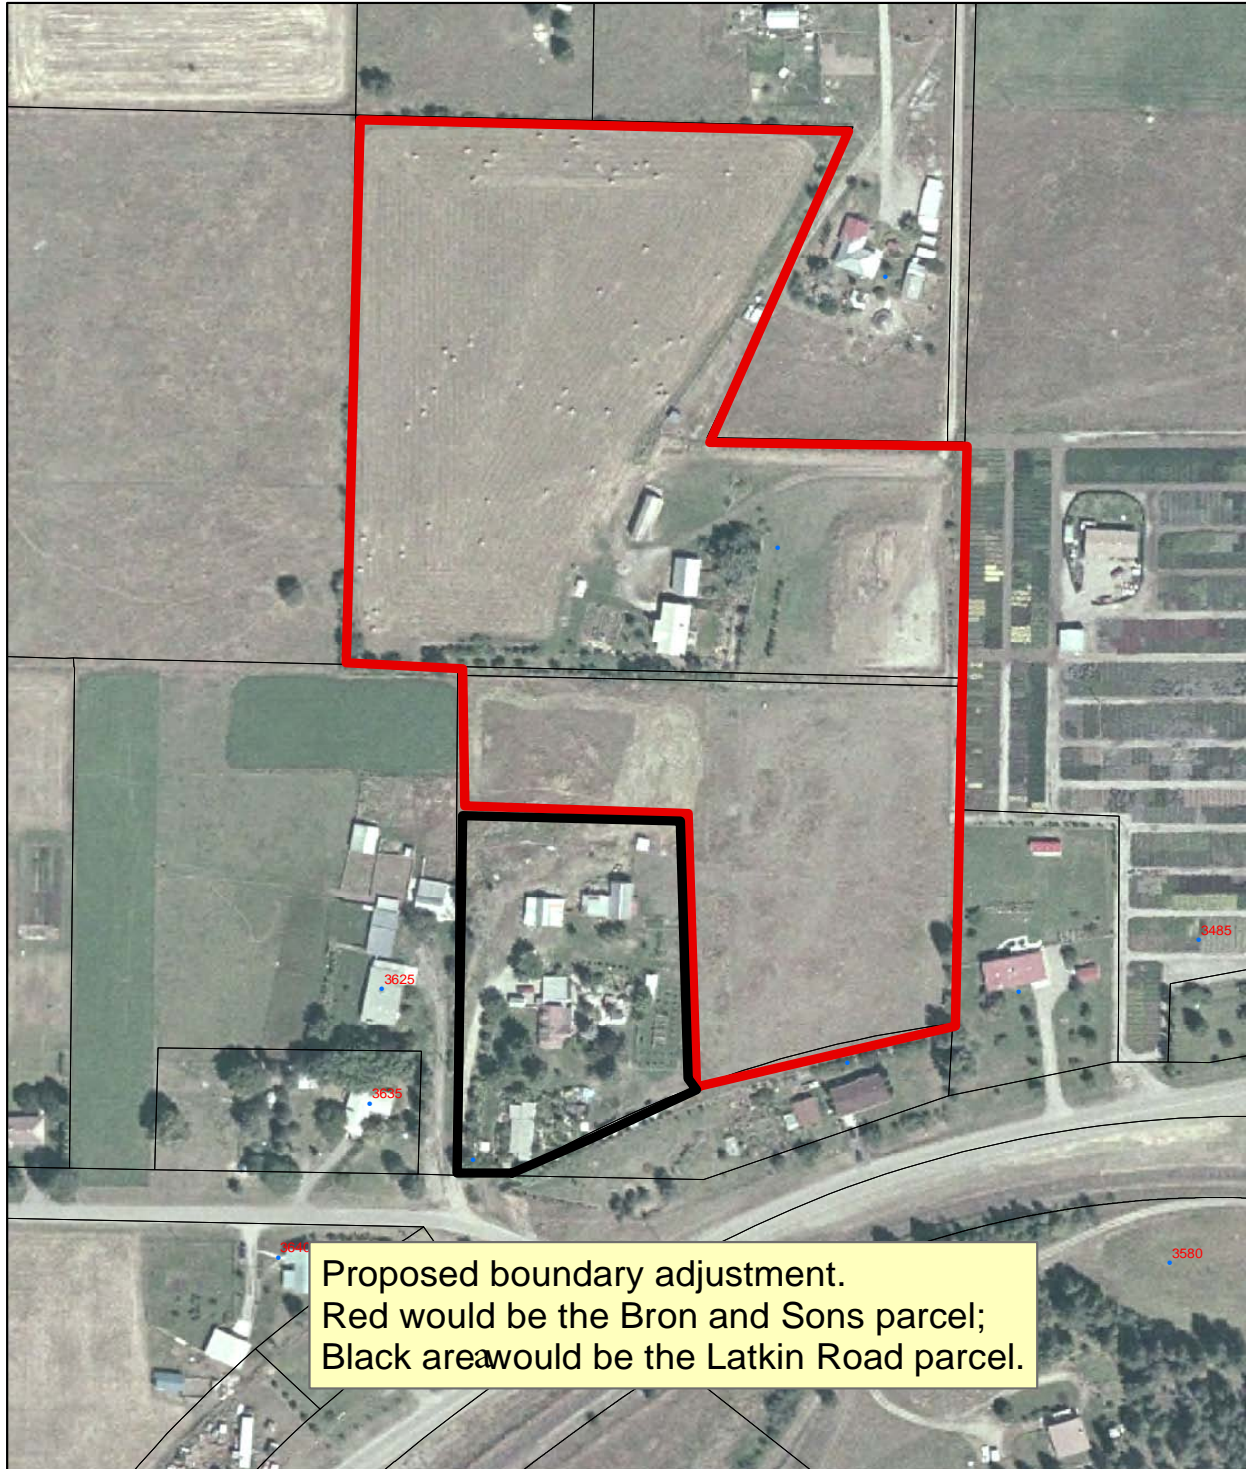 3485
3625
3635
3580
Proposed boundary adjustment.
Red would be the Bron and Sons parcel;
Black area would be the Latkin Road parcel.